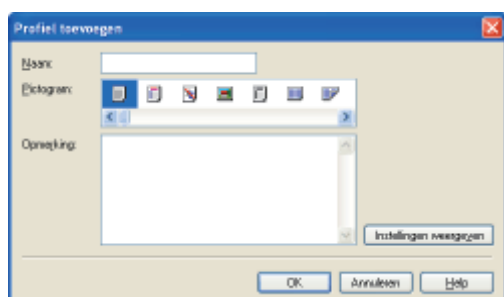 Profiel toevoegen
Naam:
Pictogram:
Opmerking:
Instellingen weergeven
OK Annuleren Help